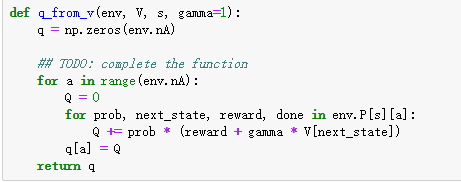 def q_from_v(env, V, s, gamma=1):
    q = np.zeros(env.nA)

    ## TODO: complete the function
    for a in range(env.nA):
        Q = 0
        for prob, next_state, reward, done in env.P[s][a]:
            Q += prob * (reward + gamma * V[next_state])
        q[a] = Q
    return q